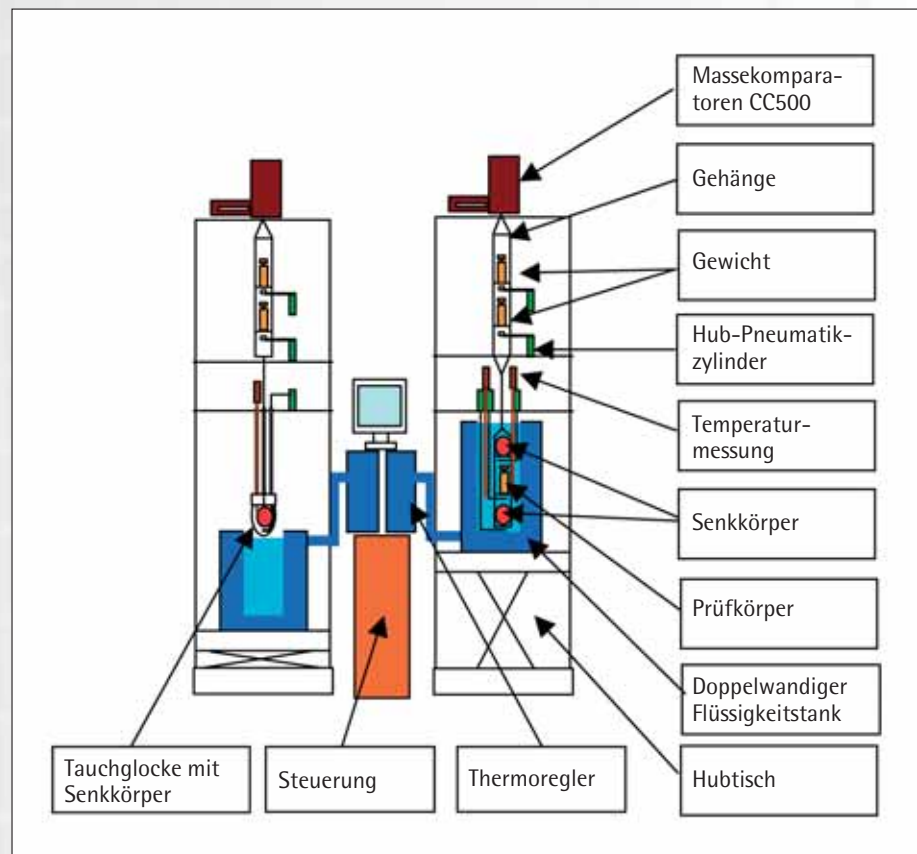 Massekompara-
toren CC500
Gehänge
Gewicht
Hub-Pneumatik-
zylinder
Temperatur-
messung
Senkkörper
Prüfkörper
Doppelwandiger
Flüssigkeitstank
Hubtisch
Tauchglocke mit
Senkkörper
Steuerung
Thermoregler